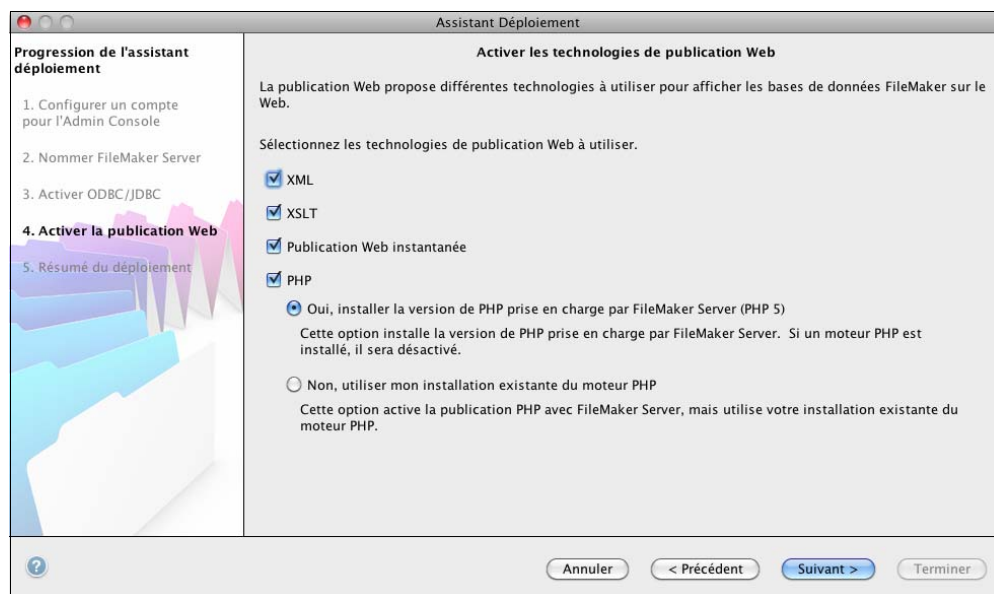 Assistant Déploiement
Progression de l'assistant
déploiement
1. Configurer un compte
pour l'Admin Console
2. Nommer FileMaker Server
3. Activer ODBC/JDBC
4. Activer la publication Web
5. Résumé du déploiement
Activer les technologies de publication Web
La publication Web propose différentes technologies à utiliser pour afficher les bases de données FileMaker sur le
Web.
Sélectionnez les technologies de publication Web à utiliser.
XML
XSLT
Publication Web instantanée
PHP
Oui, installer la version de PHP prise en charge par FileMaker Server (PHP 5)
Cette option installe la version de PHP prise en charge par FileMaker Server. Si un moteur PHP est
installé, il sera désactivé.
Non, utiliser mon installation existante du moteur PHP
Cette option active la publication PHP avec FileMaker Server, mais utilise votre installation existante du
moteur PHP.
?
Annuler
< Précédent
Suivant >
Terminer